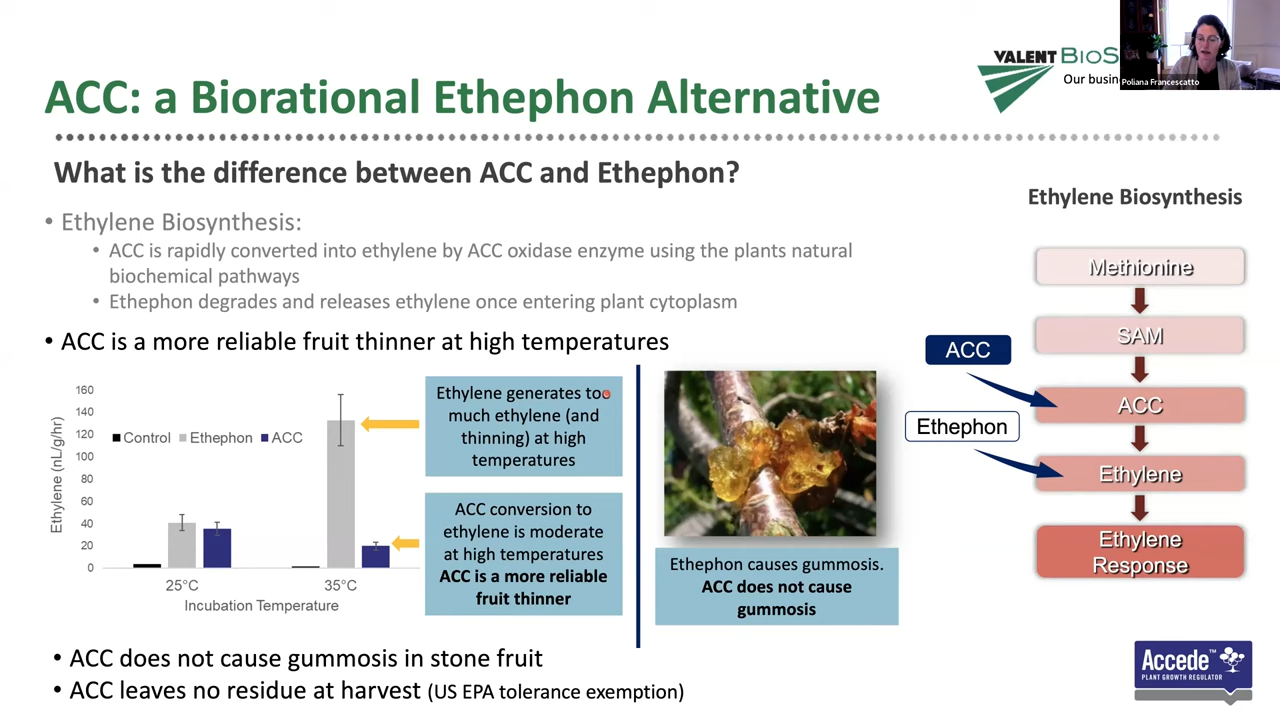 VALENT BioS
Our busin
Poliana Francescatto
ACC: a Biorational Ethephon Alternative
What is the difference between ACC and Ethephon?
• Ethylene Biosynthesis:
• ACC is rapidly converted into ethylene by ACC oxidase enzyme using the plants natural
biochemical pathways
• Ethephon degrades and releases ethylene once entering plant cytoplasm
• ACC is a more reliable fruit thinner at high temperatures
Ethylene (nL/g/hr)
160
140
120
100
80
60
40
20
0
Control Ethephon ACC
25°C 35°C
Incubation Temperature
Ethylene generates too
much ethylene (and
thinning) at high
temperatures
ACC conversion to
ethylene is moderate
at high temperatures
ACC is a more reliable
fruit thinner
Ethephon causes gummosis.
ACC does not cause
gummosis
Ethylene Biosynthesis
Methionine
SAM
ACC
ACC
Ethephon
Ethylene
Ethylene
Response
• ACC does not cause gummosis in stone fruit
• ACC leaves no residue at harvest (US EPA tolerance exemption)
Accede™
PLANT GROWTH REGULATOR